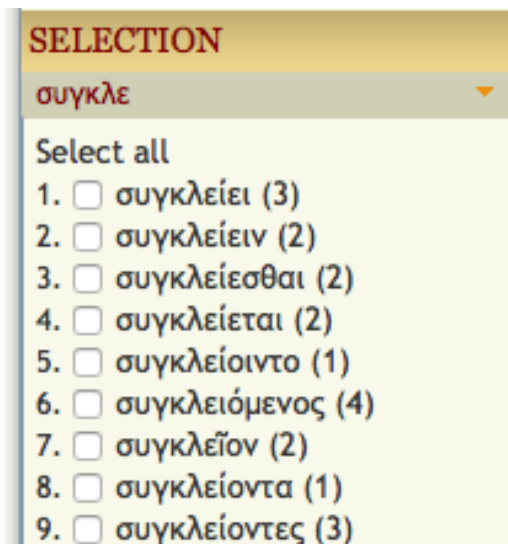 SELECTION
συγκλε
Select all
1. συγκλείει (3)
2. συγκλείειν (2)
3. συγκλείεσθαι (2)
4. συγκλείεται (2)
5. συγκλείοιντο (1)
6. συγκλειόμενος (4)
7. συγκλεῖον (2)
8. συγκλείοντα (1)
9. συγκλείοντες (3)